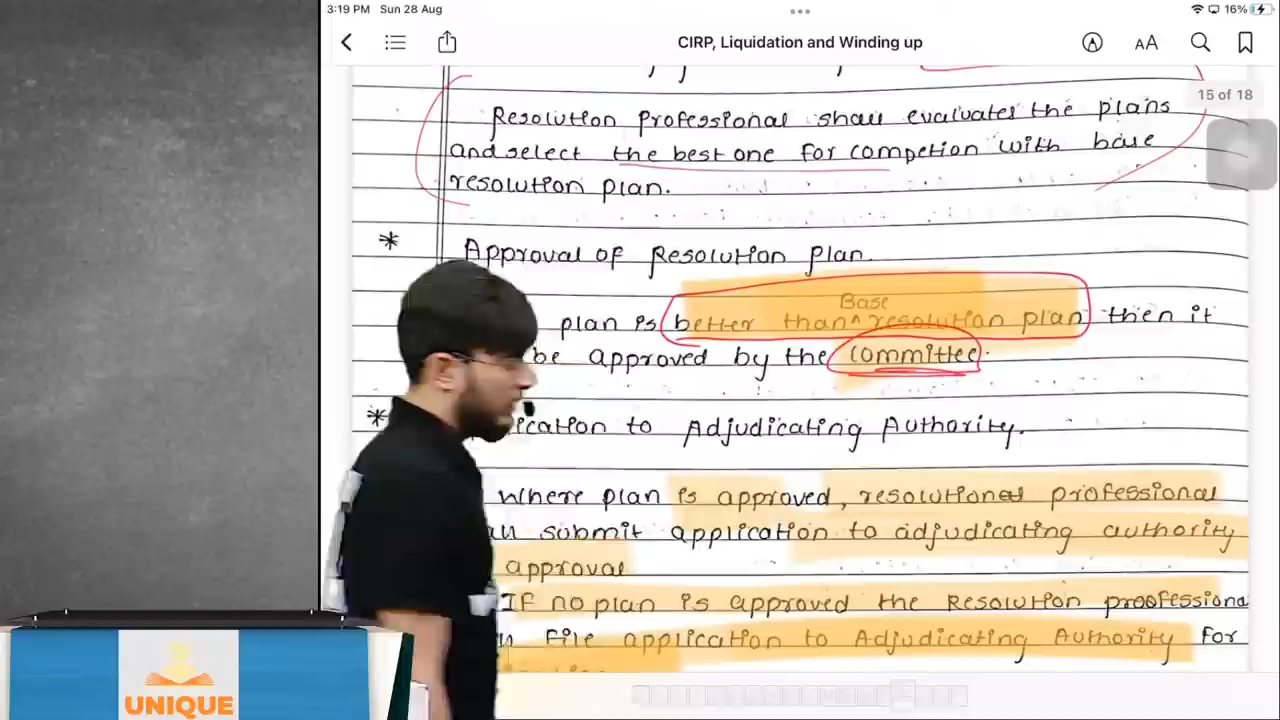 3:19 PM Sun 28 Aug
16%
CIRP, Liquidation and Winding up
AA
15 of 18
Resolution professional shall evaluates the plans
and select the best one for competion with base
resolution plan.
* Approval of Resolution plan.
Base
plan is better than ^ resolution plan then it
be approved by the committee.
* ication to Adjudicating Authority.
where plan is approved, resolutioned professional
submit application to adjudicating authority
approval
If no plan is approved the Resolution proofessiona
File application to Adjudicating Authority for
UNIQUE